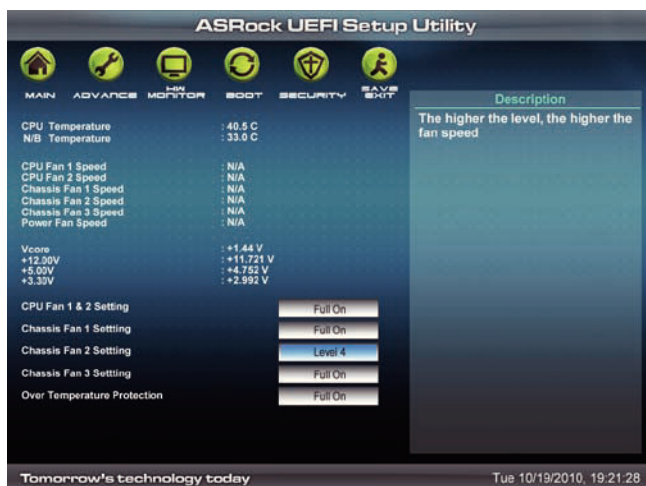 ASRock UEFI Setup Utility
MAIN
ADVANCE
H/W MONITOR
BOOT
SECURITY
SAVE EXIT
Description
The higher the level, the higher the
fan speed
CPU Temperature : 40.5 C
N/B Temperature : 33.0 C
CPU Fan 1 Speed : N/A
CPU Fan 2 Speed : N/A
Chassis Fan 1 Speed : N/A
Chassis Fan 2 Speed : N/A
Chassis Fan 3 Speed : N/A
Power Fan Speed : N/A
Vcore : +1.44 V
+12.00V : +11.721 V
+5.00V : +4.752 V
+3.30V : +2.992 V
CPU Fan 1 & 2 Setting Full On
Chassis Fan 1 Settting Full On
Chassis Fan 2 Settting Level 4
Chassis Fan 3 Settting Full On
Over Temperature Protection Full On
Tomorrow's technology today
Tue 10/19/2010, 19:21:28